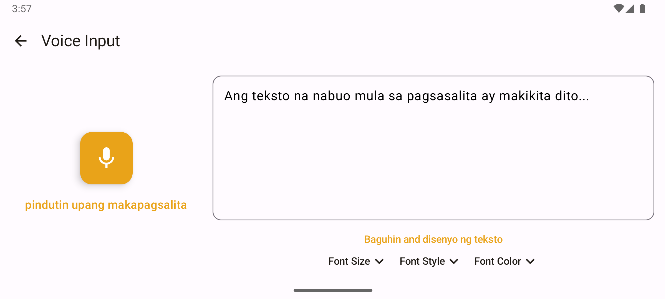 3:57
Voice Input
Ang teksto na nabuo mula sa pagsasalita ay makikita dito...
pindutin upang makapagsalita
Baguhin and disenyo ng teksto
Font Size Font Style Font Color